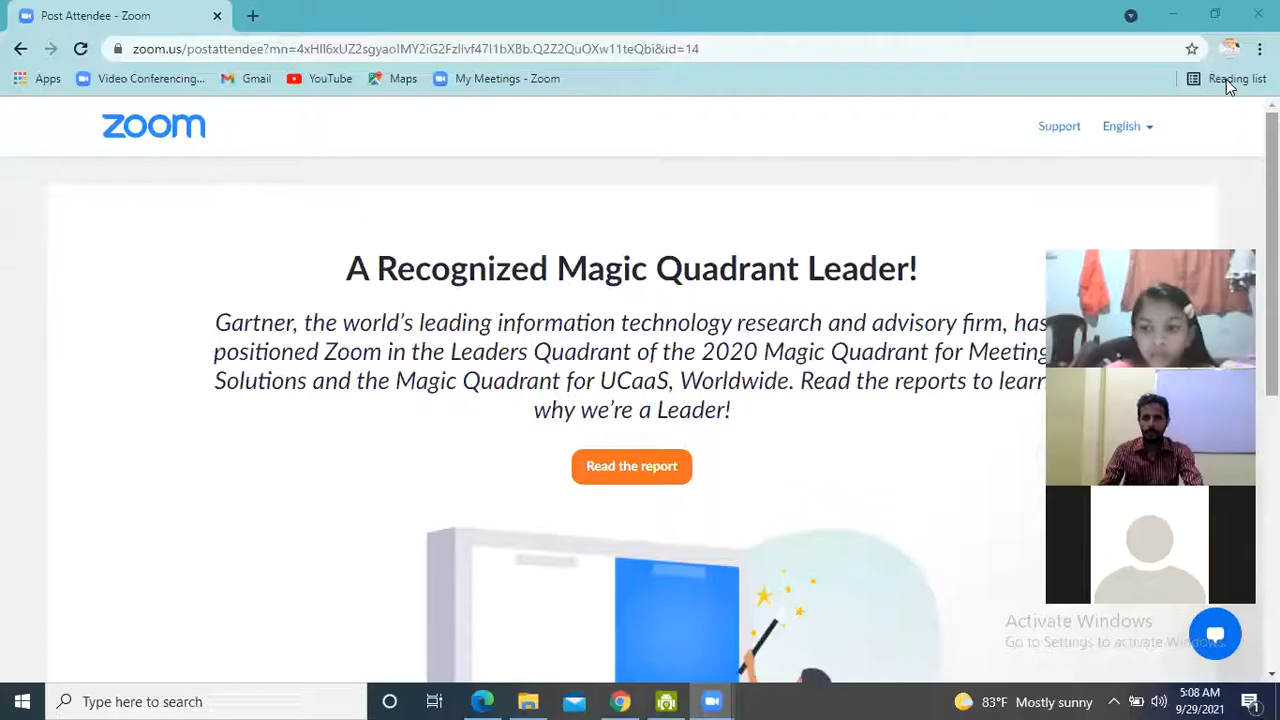 Post Attendee - Zoom
zoom.us/postattendee?mn=4xHIl6xUZ2sgyaoIMY2iG2FzlIvf47I1bXBb.Q2Z2QuOXw11teQbi&id=14
Apps Video Conferencing... Gmail YouTube Maps My Meetings - Zoom Reading list
zoom
Support English
A Recognized Magic Quadrant Leader!
Gartner, the world's leading information technology research and advisory firm, has
positioned Zoom in the Leaders Quadrant of the 2020 Magic Quadrant for Meeting
Solutions and the Magic Quadrant for UCaaS, Worldwide. Read the reports to learn
why we're a Leader!
Read the report
Activate Windows
Go to Settings to activate Windows.
Type here to search
83°F Mostly sunny
5:08 AM
9/29/2021